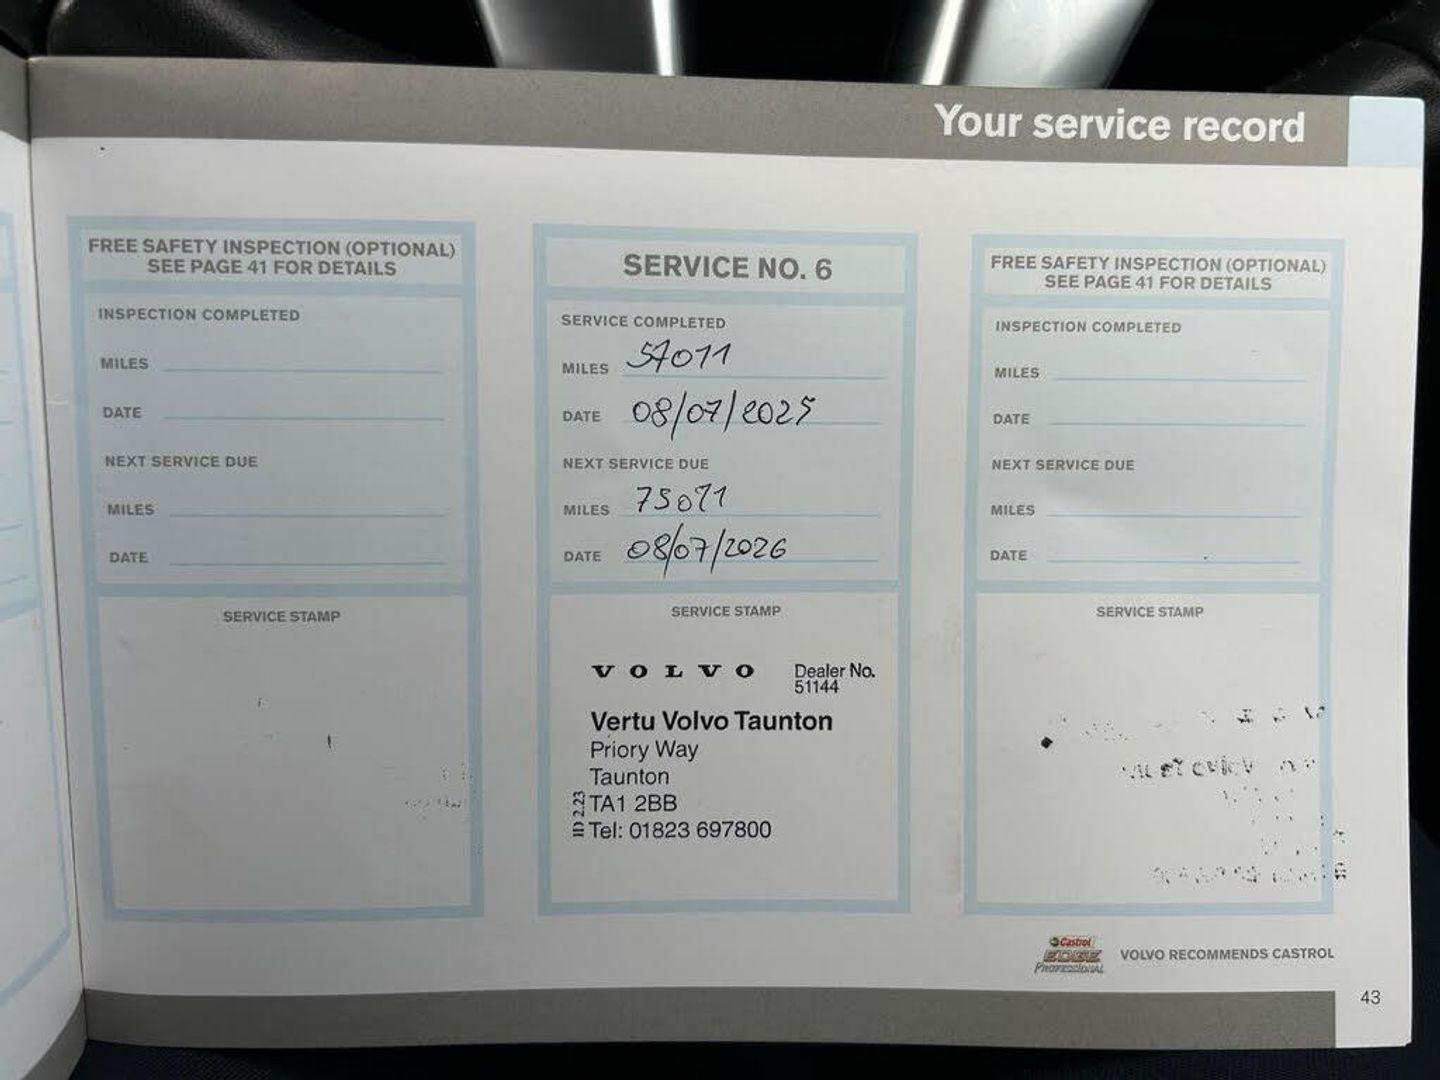 Your service record
FREE SAFETY INSPECTION (OPTIONAL)
SEE PAGE 41 FOR DETAILS
INSPECTION COMPLETED
MILES
DATE
NEXT SERVICE DUE
MILES
DATE
SERVICE STAMP
SERVICE NO. 6
SERVICE COMPLETED
MILES 57011
DATE 08/07/2025
NEXT SERVICE DUE
MILES 75011
DATE 08/07/2026
SERVICE STAMP
VOLVO
Dealer No.
51144
Vertu Volvo Taunton
Priory Way
Taunton
TA1 2BB
Tel: 01823 697800
ID 2.23
FREE SAFETY INSPECTION (OPTIONAL)
SEE PAGE 41 FOR DETAILS
INSPECTION COMPLETED
MILES
DATE
NEXT SERVICE DUE
MILES
DATE
SERVICE STAMP
Castrol
EDGE
PROFESSIONAL
VOLVO RECOMMENDS CASTROL
43